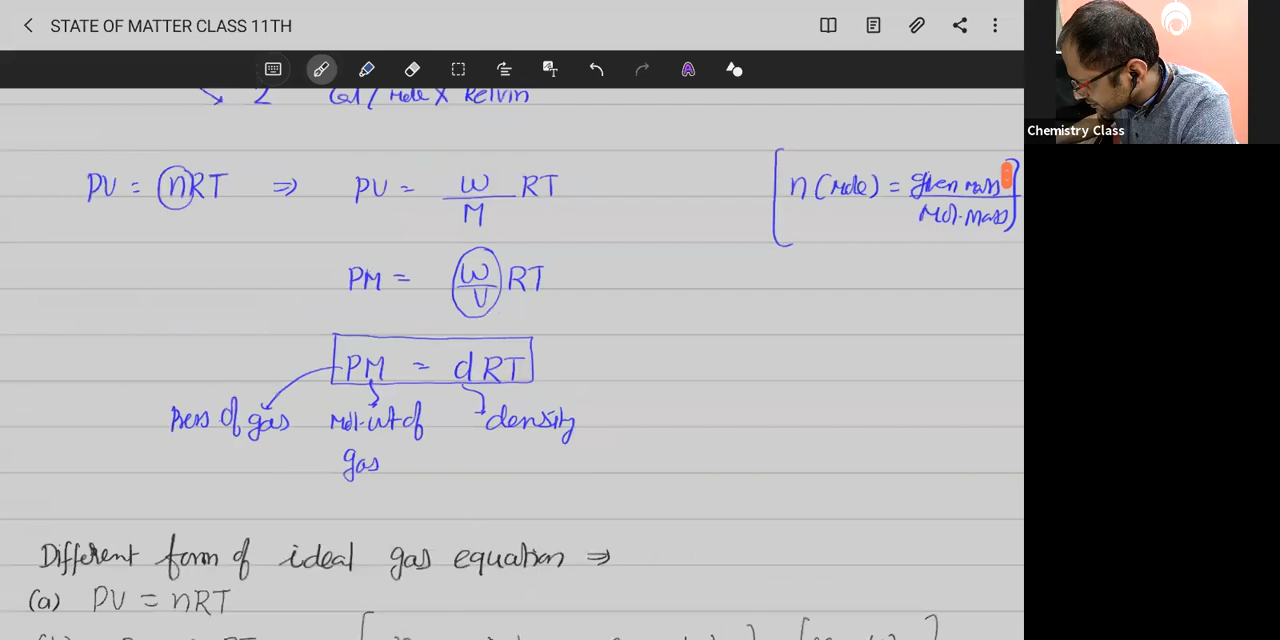 STATE OF MATTER CLASS 11TH
Chemistry Class
↘ 2 Cal / Mole × Kelvin
PV = nRT ⇒ PV = w/M RT [n (mole) = given mass/Mol. mass]
PM = w/V RT
PM = dRT
Press of gas Mol. wt of density
gas
Different form of ideal gas equation ⇒
(a) PV = nRT